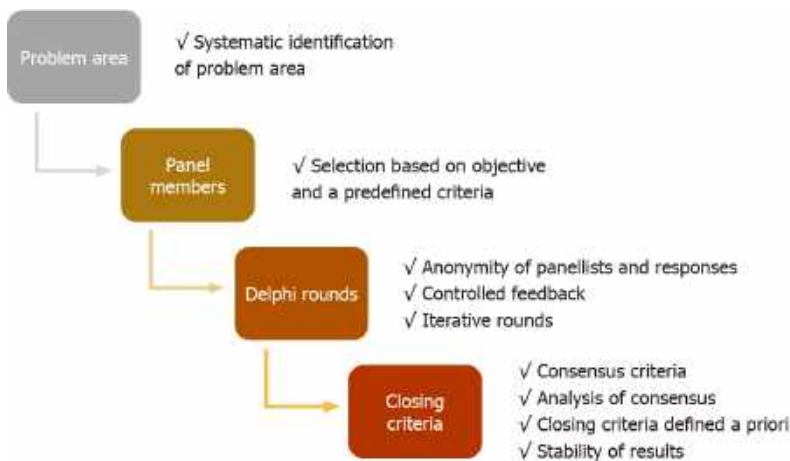 Problem area
√ Systematic identification
of problem area
Panel
members
√ Selection based on objective
and a predefined criteria
Delphi rounds
√ Anonymity of panellists and responses
√ Controlled feedback
√ Iterative rounds
Closing
criteria
√ Consensus criteria
√ Analysis of consensus
√ Closing criteria defined a priori
√ Stability of results